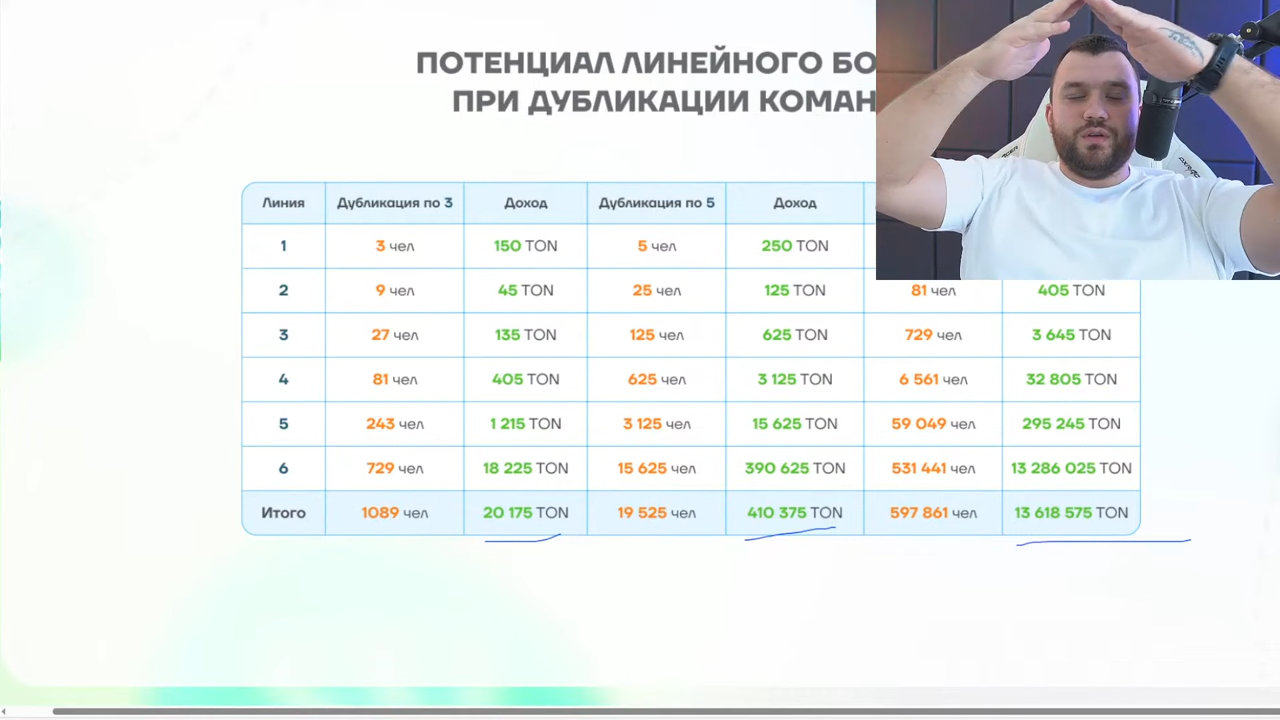 ПОТЕНЦИАЛ ЛИНЕЙНОГО
ПРИ ДУБЛИКАЦИИ
Линия Дубликация по 3 Доход Дубликация по 5 Доход
1 3 чел 150 TON 5 чел 250 TON
2 9 чел 45 TON 25 чел 125 TON 81 чел 405 TON
3 27 чел 135 TON 125 чел 625 TON 729 чел 3 645 TON
4 81 чел 405 TON 625 чел 3 125 TON 6 561 чел 32 805 TON
5 243 чел 1 215 TON 3 125 чел 15 625 TON 59 049 чел 295 245 TON
6 729 чел 18 225 TON 15 625 чел 390 625 TON 531 441 чел 13 286 025 TON
Итого 1089 чел 20 175 TON 19 525 чел 410 375 TON 597 861 чел 13 618 575 TON